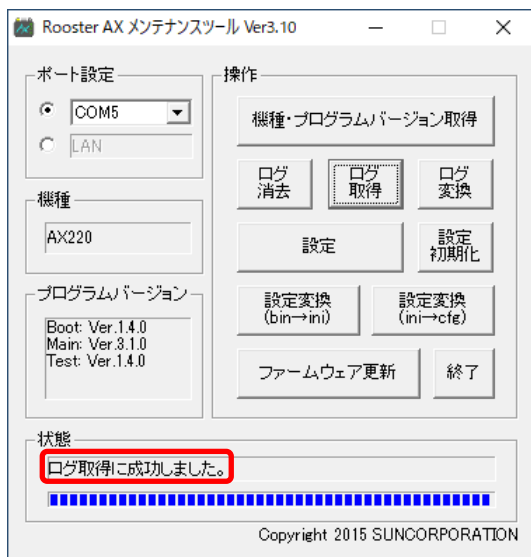 Rooster AX メンテナンスツール Ver3.10
ポート設定
COM5
LAN
機種
AX220
プログラムバージョン
Boot: Ver.1.4.0
Main: Ver.3.1.0
Test: Ver.1.4.0
操作
機種・プログラムバージョン取得
ログ
消去
ログ
取得
ログ
変換
設定
設定
初期化
設定変換
(bin→ini)
設定変換
(ini→cfg)
ファームウェア更新
終了
状態
ログ取得に成功しました。
Copyright 2015 SUNCORPORATION